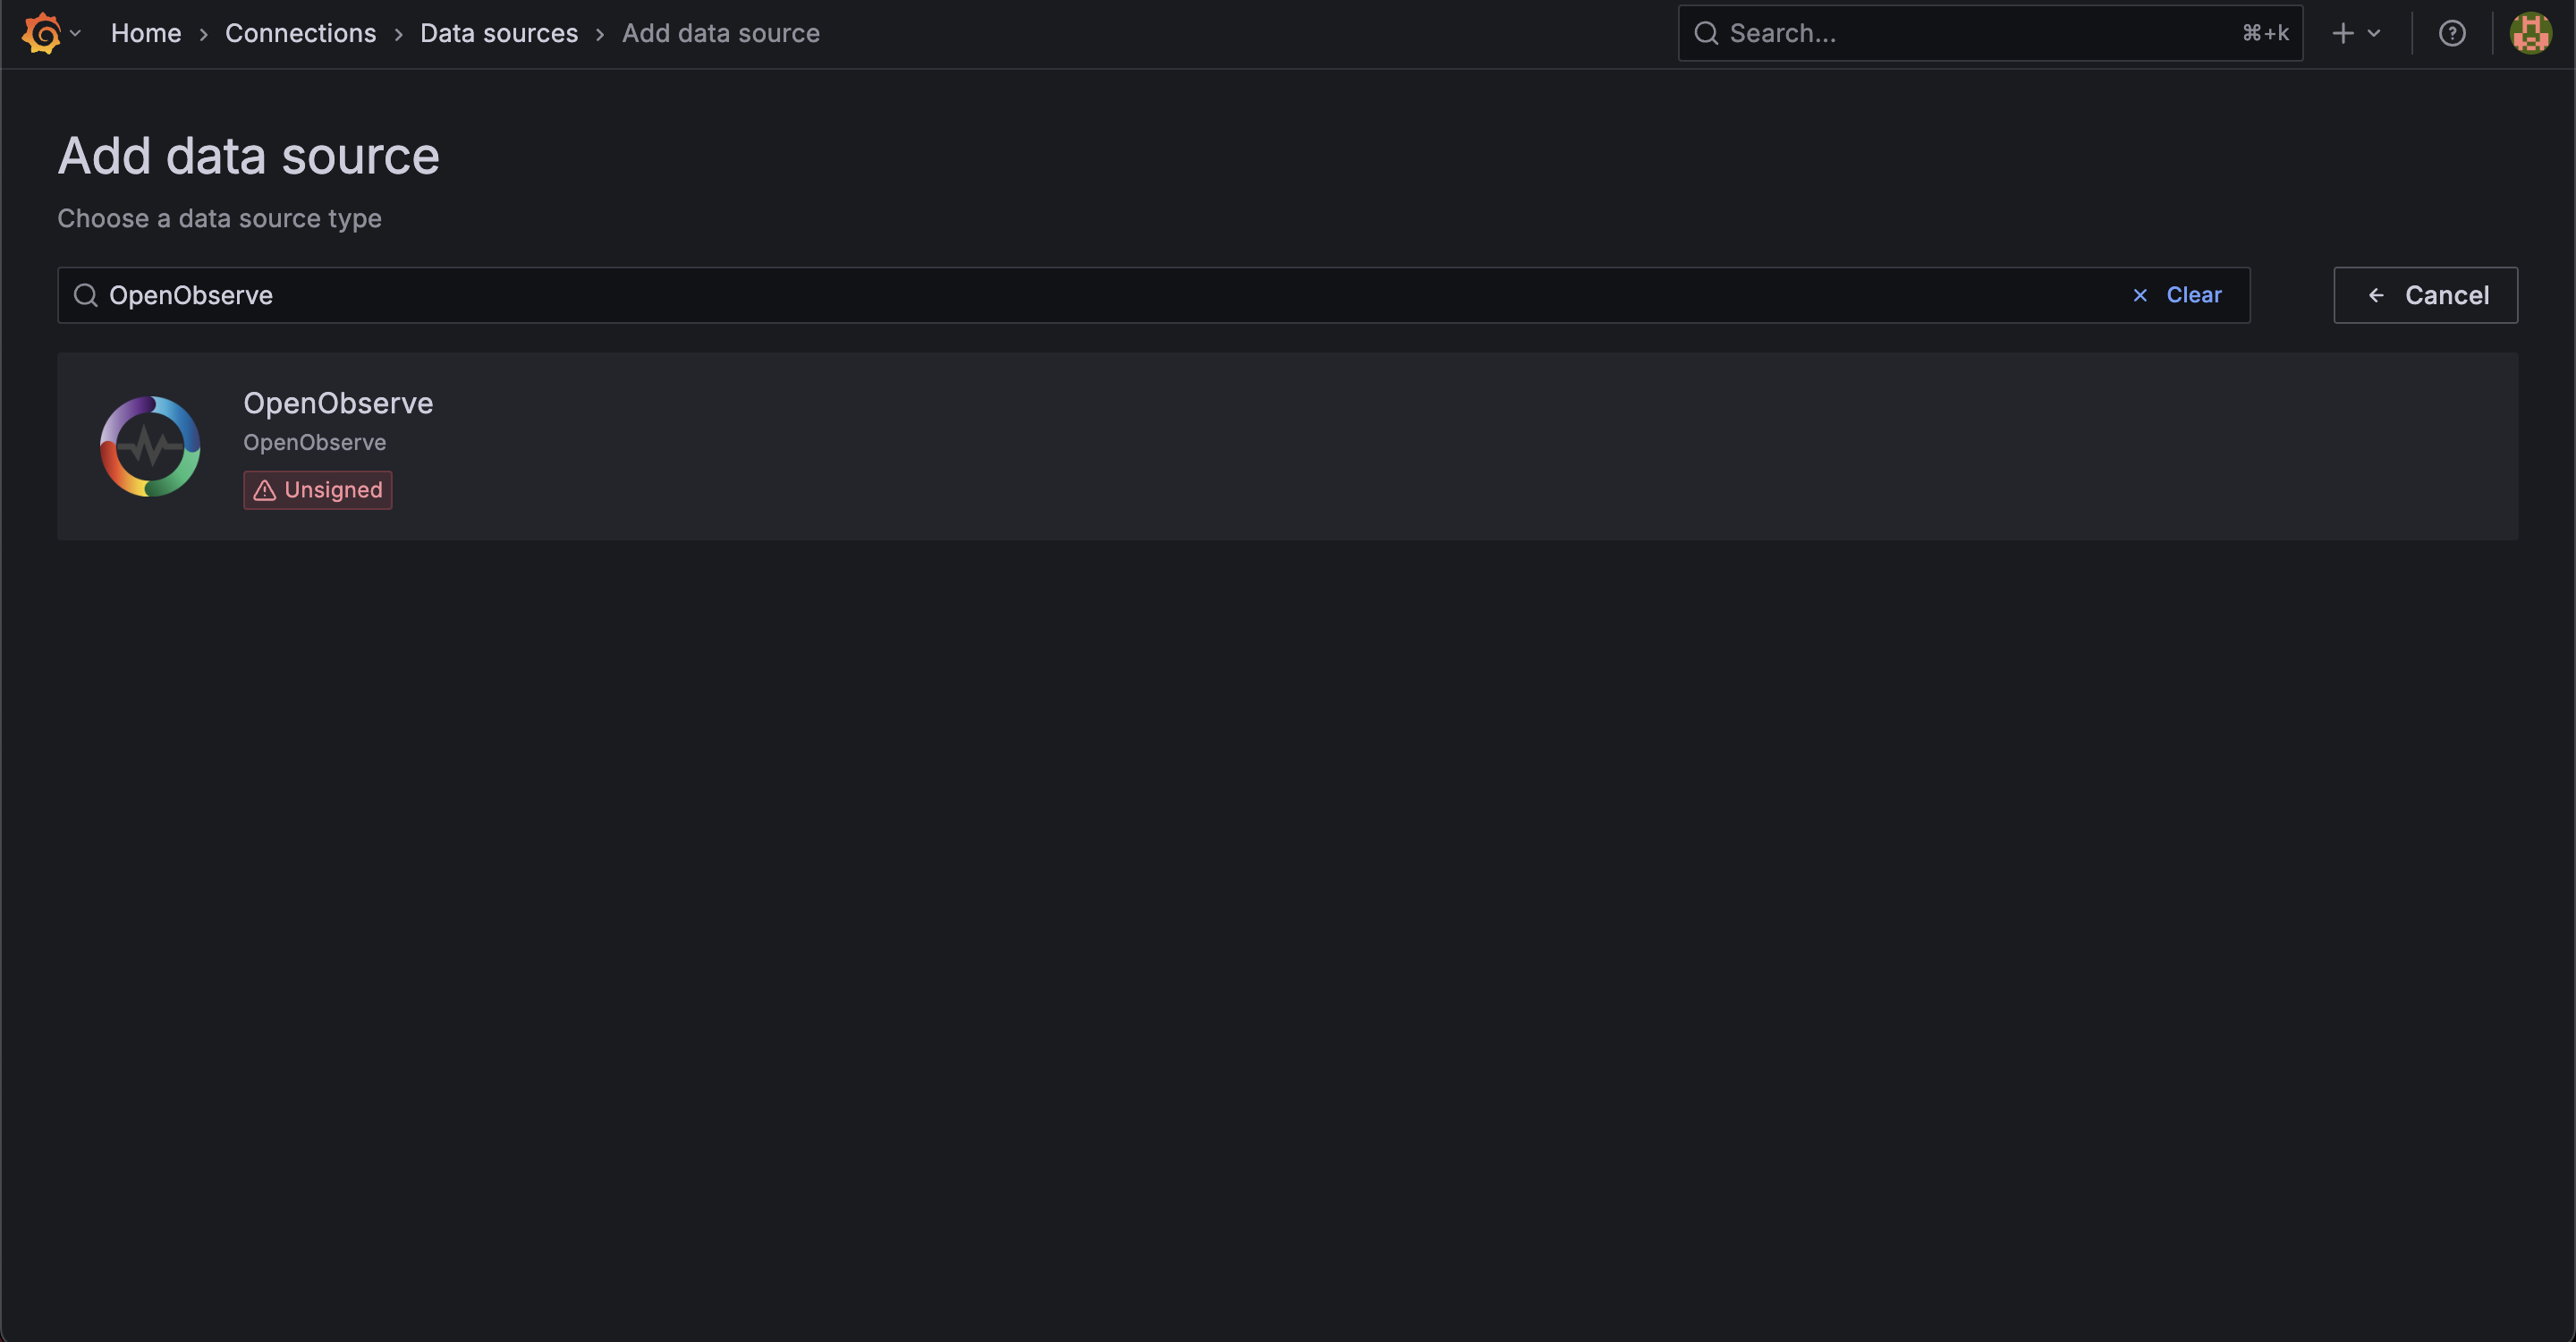 Home › Connections › Data sources › Add data source
Search...
⌘+k
Add data source
Choose a data source type
OpenObserve
Clear
Cancel
OpenObserve
OpenObserve
Unsigned